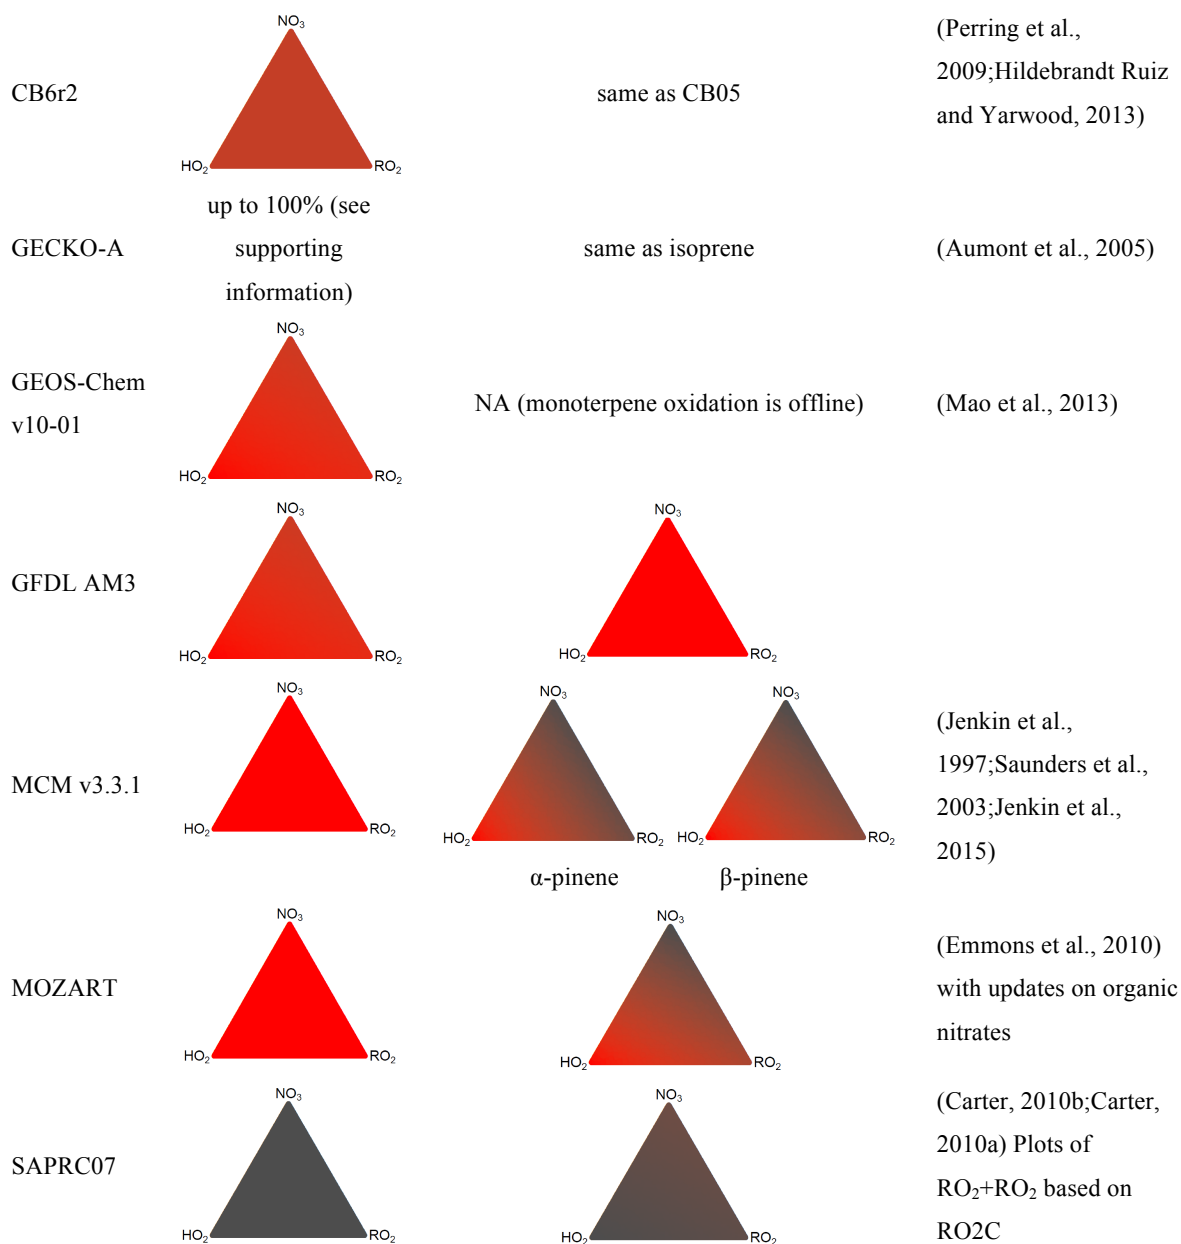 NO3
CB6r2
HO2 RO2
same as CB05
(Perring et al.,
2009;Hildebrandt Ruiz
and Yarwood, 2013)
GECKO-A
up to 100% (see
supporting
information)
same as isoprene
(Aumont et al., 2005)
NO3
GEOS-Chem
v10-01
HO2 RO2
NA (monoterpene oxidation is offline)
(Mao et al., 2013)
NO3
GFDL AM3
HO2 RO2
NO3
HO2 RO2
NO3
MCM v3.3.1
HO2 RO2
NO3
HO2 RO2
α-pinene
NO3
HO2 RO2
β-pinene
(Jenkin et al.,
1997;Saunders et al.,
2003;Jenkin et al.,
2015)
NO3
MOZART
HO2 RO2
NO3
HO2 RO2
(Emmons et al., 2010)
with updates on organic
nitrates
NO3
SAPRC07
HO2 RO2
NO3
HO2 RO2
(Carter, 2010b;Carter,
2010a) Plots of
RO2+RO2 based on
RO2C